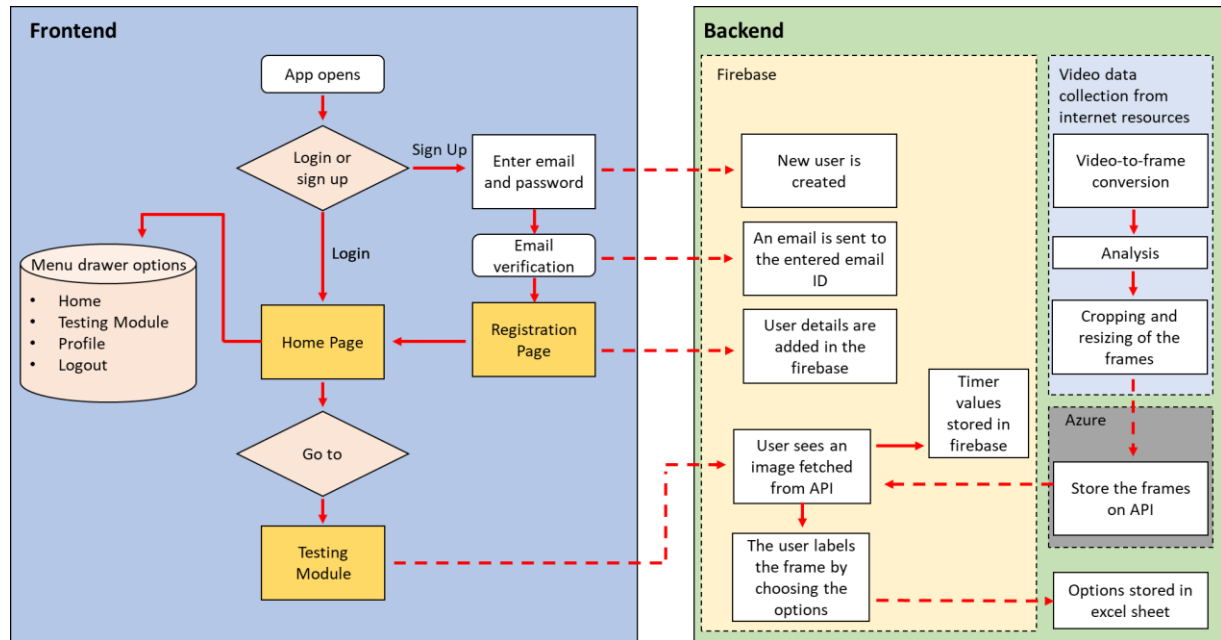 Frontend
App opens
Login or
sign up
Sign Up
Enter email
and password
Login
Email
verification
Menu drawer options
• Home
• Testing Module
• Profile
• Logout
Home Page
Registration
Page
Go to
Testing
Module
Backend
Firebase
New user is
created
An email is sent to
the entered email
ID
User details are
added in the
firebase
Timer
values
stored in
firebase
User sees an
image fetched
from API
The user labels
the frame by
choosing the
options
Video data
collection from
internet resources
Video-to-frame
conversion
Analysis
Cropping and
resizing of the
frames
Azure
Store the frames
on API
Options stored in
excel sheet